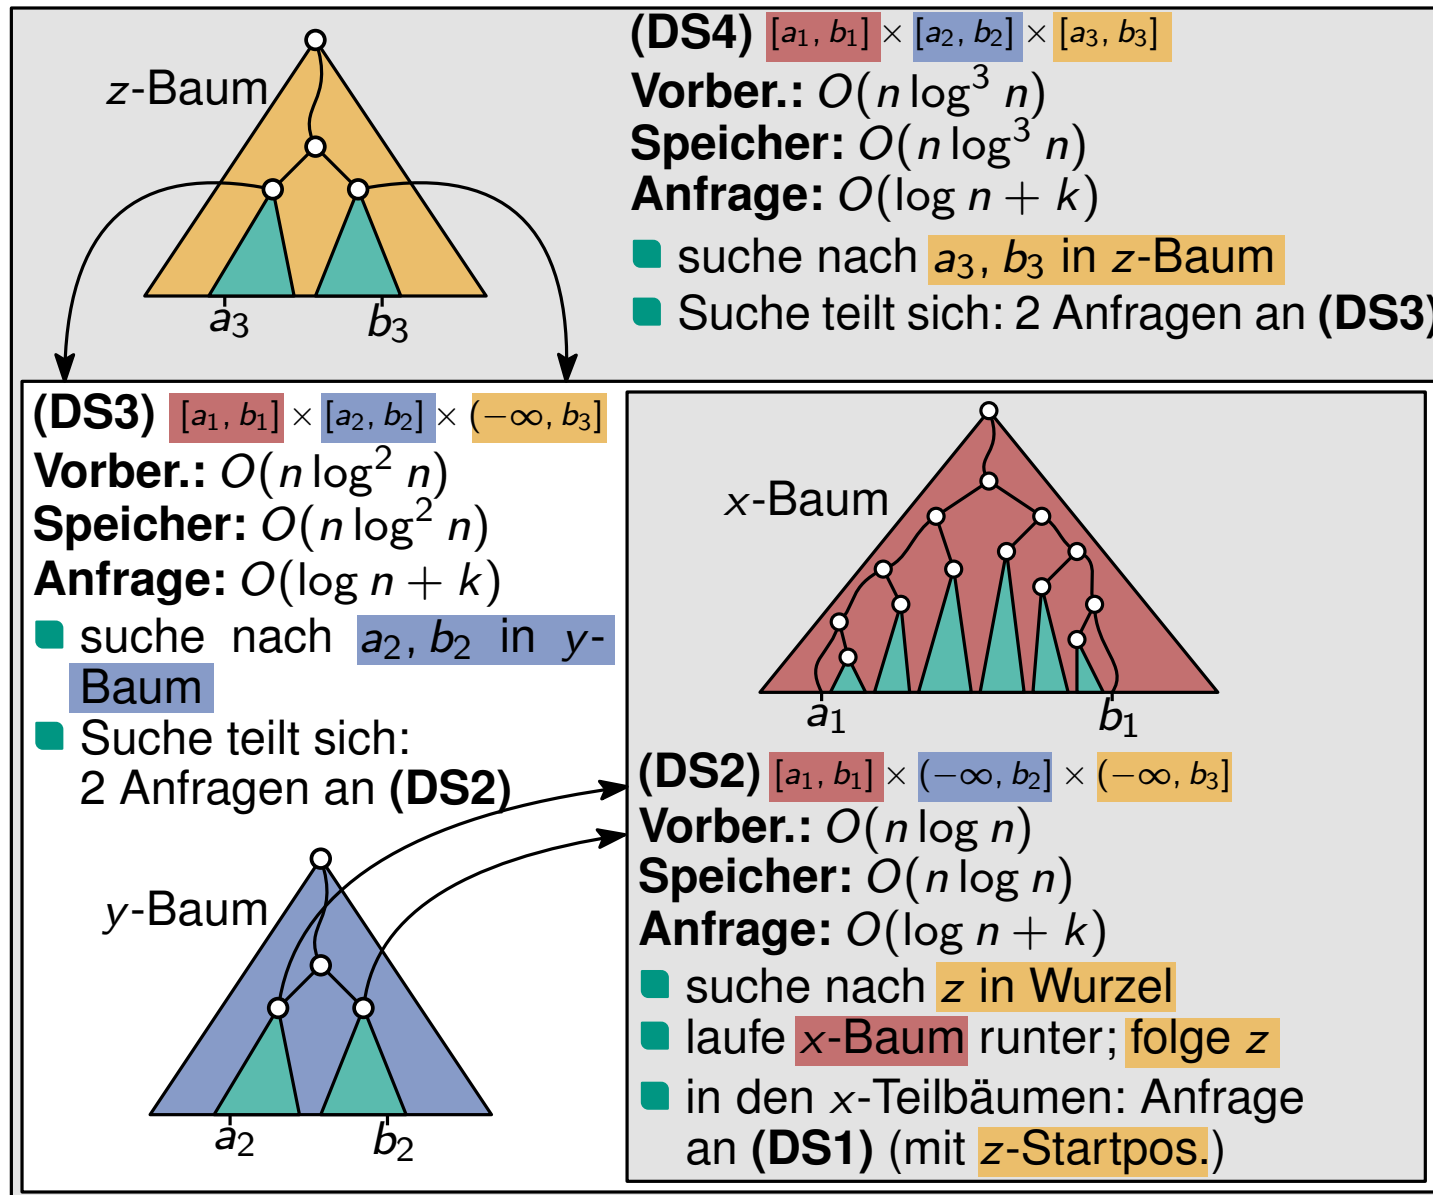 z-Baum
a₃
b₃
(DS4) [a₁, b₁] × [a₂, b₂] × [a₃, b₃]
Vorber.: O(n log³ n)
Speicher: O(n log³ n)
Anfrage: O(log n + k)
suche nach a₃, b₃ in z-Baum
Suche teilt sich: 2 Anfragen an (DS3)
(DS3) [a₁, b₁] × [a₂, b₂] × (−∞, b₃]
Vorber.: O(n log² n)
Speicher: O(n log² n)
Anfrage: O(log n + k)
suche nach a₂, b₂ in y-
Baum
Suche teilt sich:
2 Anfragen an (DS2)
y-Baum
a₂
b₂
x-Baum
a₁
b₁
(DS2) [a₁, b₁] × (−∞, b₂] × (−∞, b₃]
Vorber.: O(n log n)
Speicher: O(n log n)
Anfrage: O(log n + k)
suche nach z in Wurzel
laufe x-Baum runter; folge z
in den x-Teilbäumen: Anfrage
an (DS1) (mit z-Startpos.)